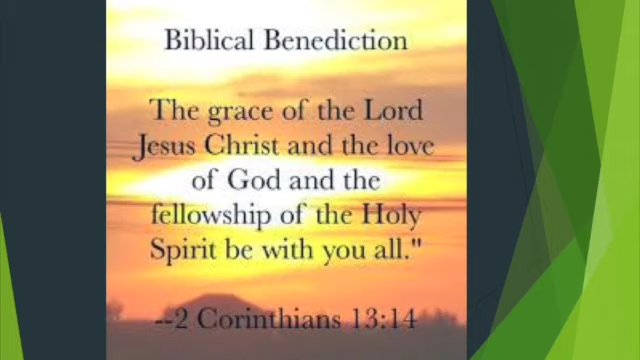 Biblical Benediction
The grace of the Lord
Jesus Christ and the love
of God and the
fellowship of the Holy
Spirit be with you all."
--2 Corinthians 13:14